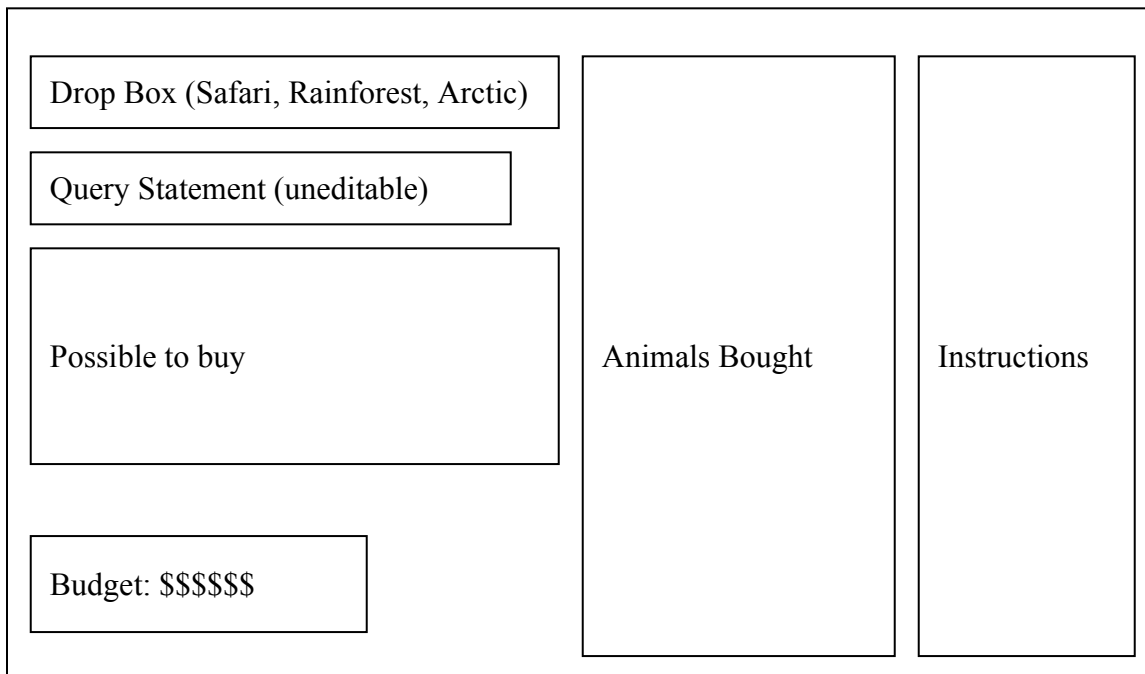 Drop Box (Safari, Rainforest, Arctic)
Query Statement (uneditable)
Possible to buy
Budget: $$$$$$
Animals Bought
Instructions